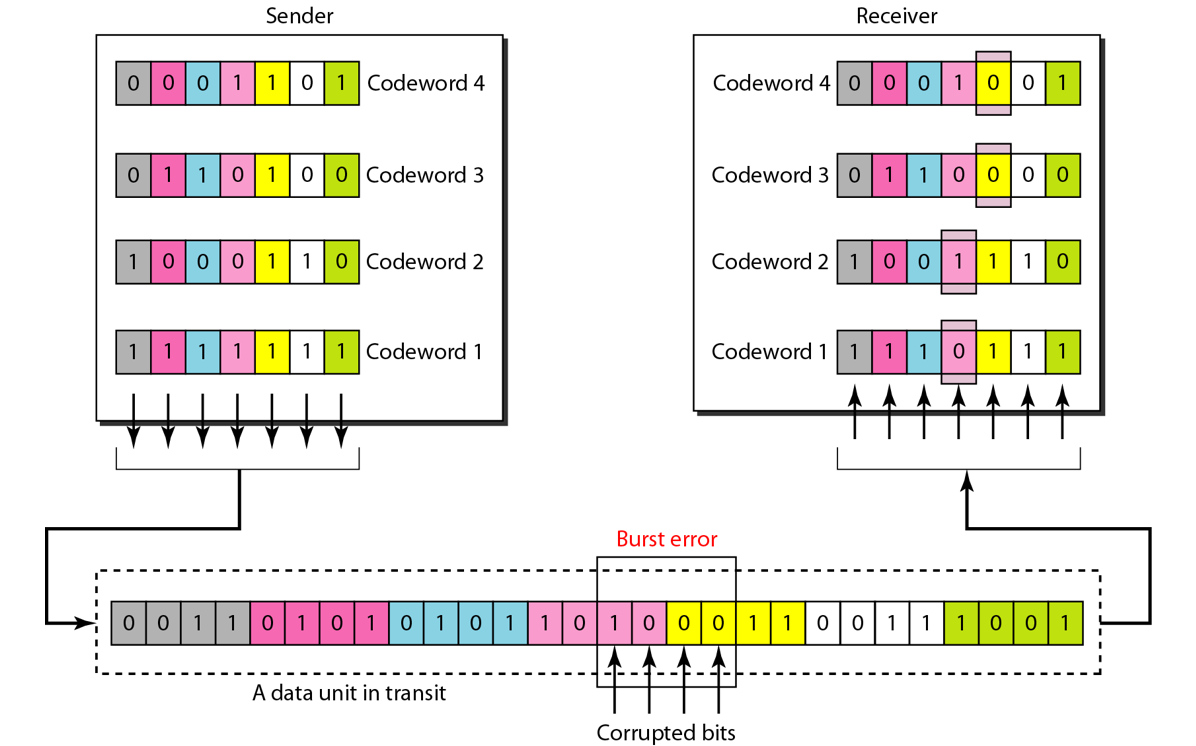 Sender
Receiver
0 0 0 1 1 0 1 Codeword 4
Codeword 4 0 0 0 1 0 0 1
0 1 1 0 1 0 0 Codeword 3
Codeword 3 0 1 1 0 0 0 0
1 0 0 0 1 1 0 Codeword 2
Codeword 2 1 0 0 1 1 1 0
1 1 1 1 1 1 1 Codeword 1
Codeword 1 1 1 1 0 1 1 1
Burst error
0 0 1 1 0 1 0 1 0 1 0 1 1 0 1 0 0 0 1 1 0 0 1 1 1 0 0 1
A data unit in transit
Corrupted bits